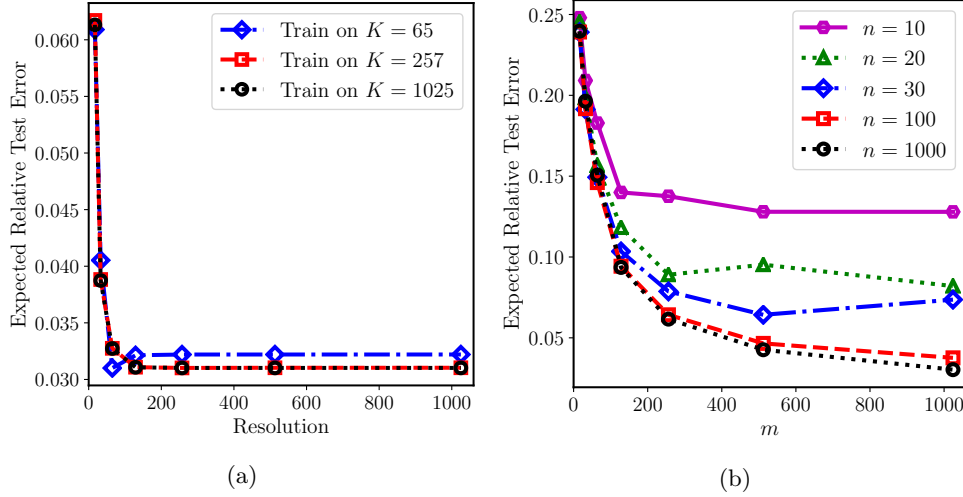 Expected Relative Test Error
0.060
0.055
0.050
0.045
0.040
0.035
0.030
0
200
400
600
800
1000
Resolution
Train on K = 65
Train on K = 257
Train on K = 1025
(a)
Expected Relative Test Error
0.25
0.20
0.15
0.10
0.05
0
200
400
600
800
1000
m
n = 10
n = 20
n = 30
n = 100
n = 1000
(b)